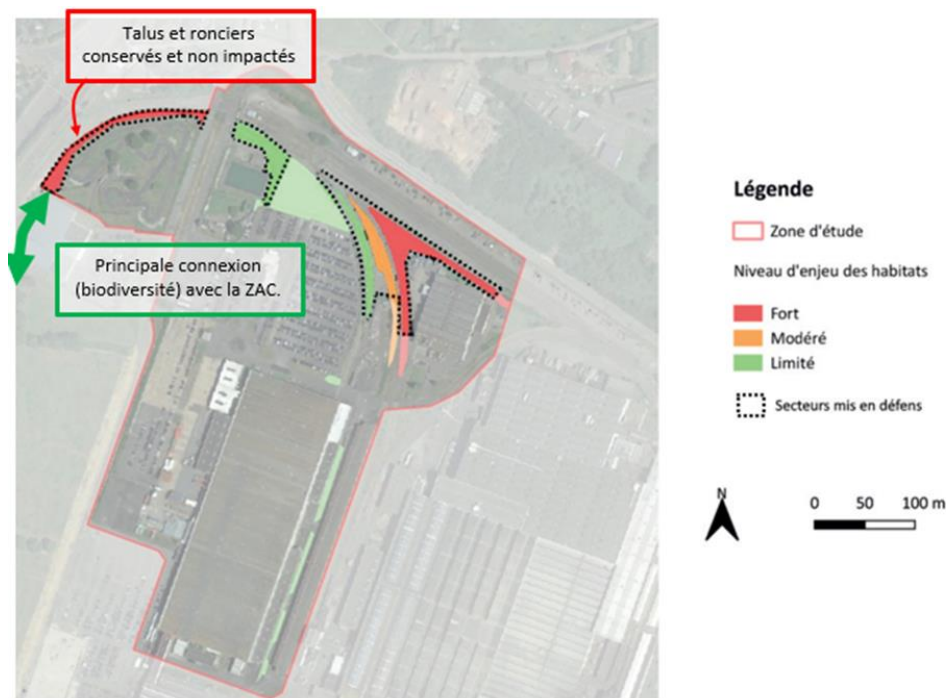 Talus et ronciers
conservés et non impactés
Principale connexion
(biodiversité) avec la ZAC.
Légende
Zone d'étude
Niveau d'enjeu des habitats
Fort
Modéré
Limité
Secteurs mis en défens
N
0 50 100 m